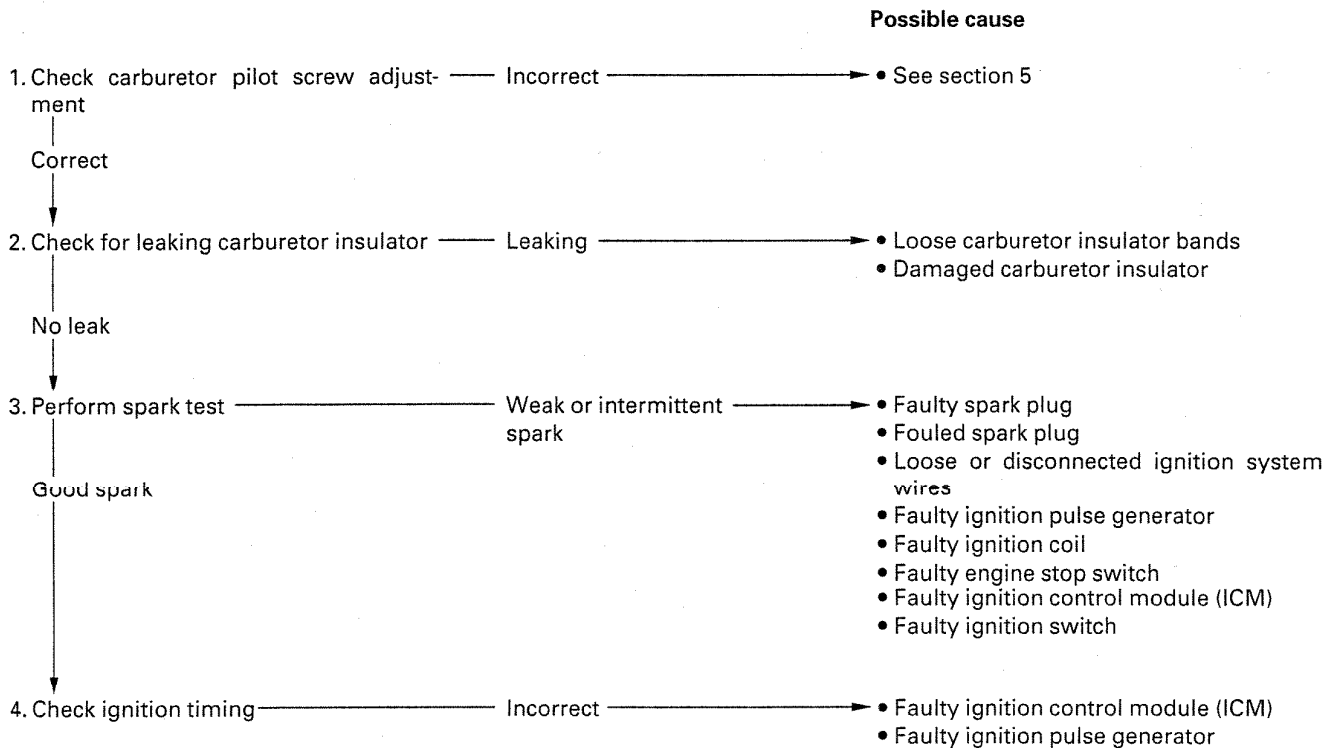 Possible cause
1. Check carburetor pilot screw adjust-
ment
Incorrect
• See section 5
Correct
2. Check for leaking carburetor insulator
Leaking
• Loose carburetor insulator bands
• Damaged carburetor insulator
No leak
3. Perform spark test
Weak or intermittent
spark
• Faulty spark plug
• Fouled spark plug
• Loose or disconnected ignition system
wires
• Faulty ignition pulse generator
• Faulty ignition coil
• Faulty engine stop switch
• Faulty ignition control module (ICM)
• Faulty ignition switch
Good spark
4. Check ignition timing
Incorrect
• Faulty ignition control module (ICM)
• Faulty ignition pulse generator